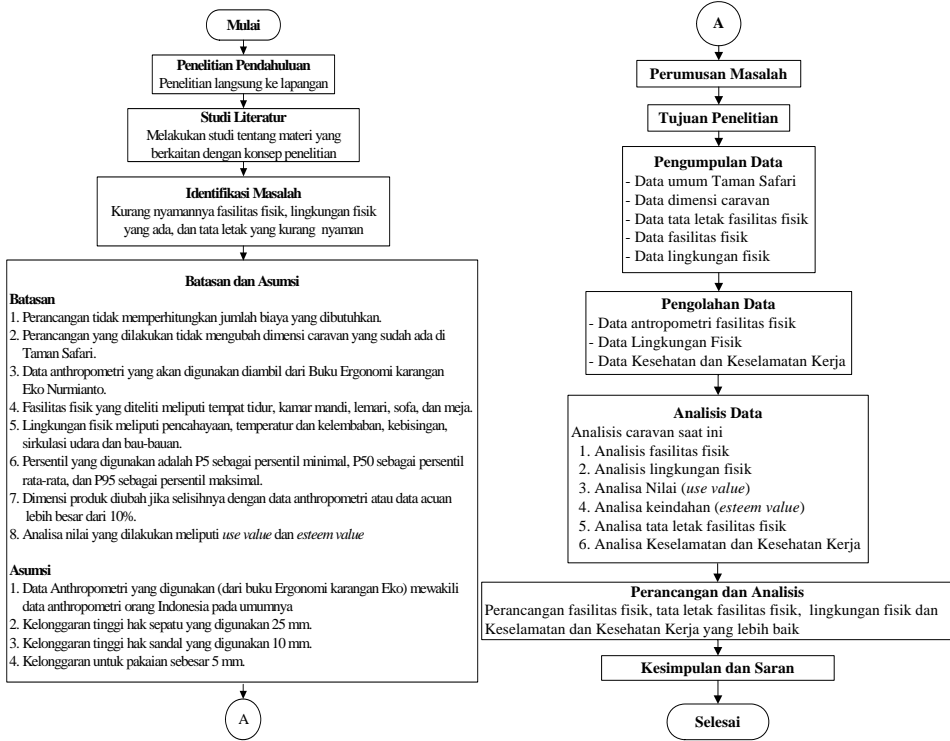 Mulai
Penelitian Pendahuluan
Penelitian langsung ke lapangan
Studi Literatur
Melakukan studi tentang materi yang
berkaitan dengan konsep penelitian
Identifikasi Masalah
Kurang nyamannya fasilitas fisik, lingkungan fisik
yang ada, dan tata letak yang kurang nyaman
Batasan dan Asumsi
Batasan
1. Perancangan tidak memperhitungkan jumlah biaya yang dibutuhkan.
2. Perancangan yang dilakukan tidak mengubah dimensi caravan yang sudah ada di
Taman Safari.
3. Data anthropometri yang akan digunakan diambil dari Buku Ergonomi karangan
Eko Nurmianto.
4. Fasilitas fisik yang diteliti meliputi tempat tidur, kamar mandi, lemari, sofa, dan meja.
5. Lingkungan fisik meliputi pencahayaan, temperatur dan kelembaban, kebisingan,
sirkulasi udara dan bau-bauan.
6. Persentil yang digunakan adalah P5 sebagai persentil minimal, P50 sebagai persentil
rata-rata, dan P95 sebagai persentil maksimal.
7. Dimensi produk diubah jika selisihnya dengan data anthropometri atau data acuan
lebih besar dari 10%.
8. Analisa nilai yang dilakukan meliputi use value dan esteem value
Asumsi
1. Data Anthropometri yang digunakan (dari buku Ergonomi karangan Eko) mewakili
data anthropometri orang Indonesia pada umumnya
2. Kelonggaran tinggi hak sepatu yang digunakan 25 mm.
3. Kelonggaran tinggi hak sandal yang digunakan 10 mm.
4. Kelonggaran untuk pakaian sebesar 5 mm.
A
A
Perumusan Masalah
Tujuan Penelitian
Pengumpulan Data
- Data umum Taman Safari
- Data dimensi caravan
- Data tata letak fasilitas fisik
- Data fasilitas fisik
- Data lingkungan fisik
Pengolahan Data
- Data antropometri fasilitas fisik
- Data Lingkungan Fisik
- Data Kesehatan dan Keselamatan Kerja
Analisis Data
Analisis caravan saat ini
1. Analisis fasilitas fisik
2. Analisis lingkungan fisik
3. Analisa Nilai (use value)
4. Analisa keindahan (esteem value)
5. Analisa tata letak fasilitas fisik
6. Analisa Keselamatan dan Kesehatan Kerja
Perancangan dan Analisis
Perancangan fasilitas fisik, tata letak fasilitas fisik, lingkungan fisik dan
Keselamatan dan Kesehatan Kerja yang lebih baik
Kesimpulan dan Saran
Selesai